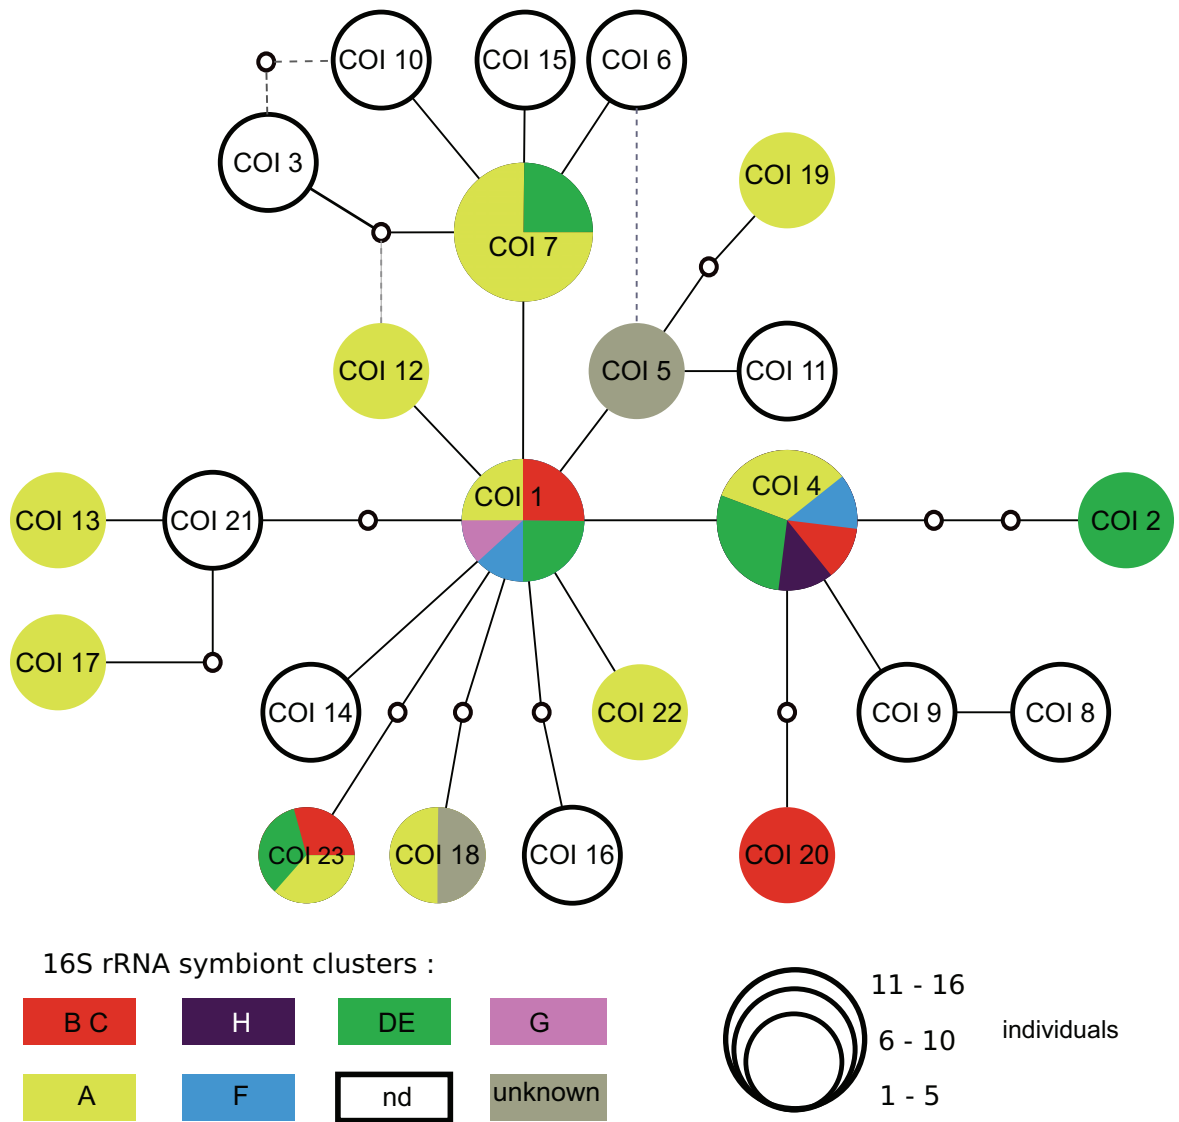 COI 10
COI 15
COI 6
COI 3
COI 19
COI 7
COI 12
COI 5
COI 11
COI 1
COI 4
COI 13
COI 21
COI 2
COI 17
COI 14
COI 22
COI 9
COI 8
COI 23
COI 18
COI 16
COI 20
16S rRNA symbiont clusters :
B C
H
DE
G
A
F
nd
unknown
11 - 16
6 - 10
individuals
1 - 5